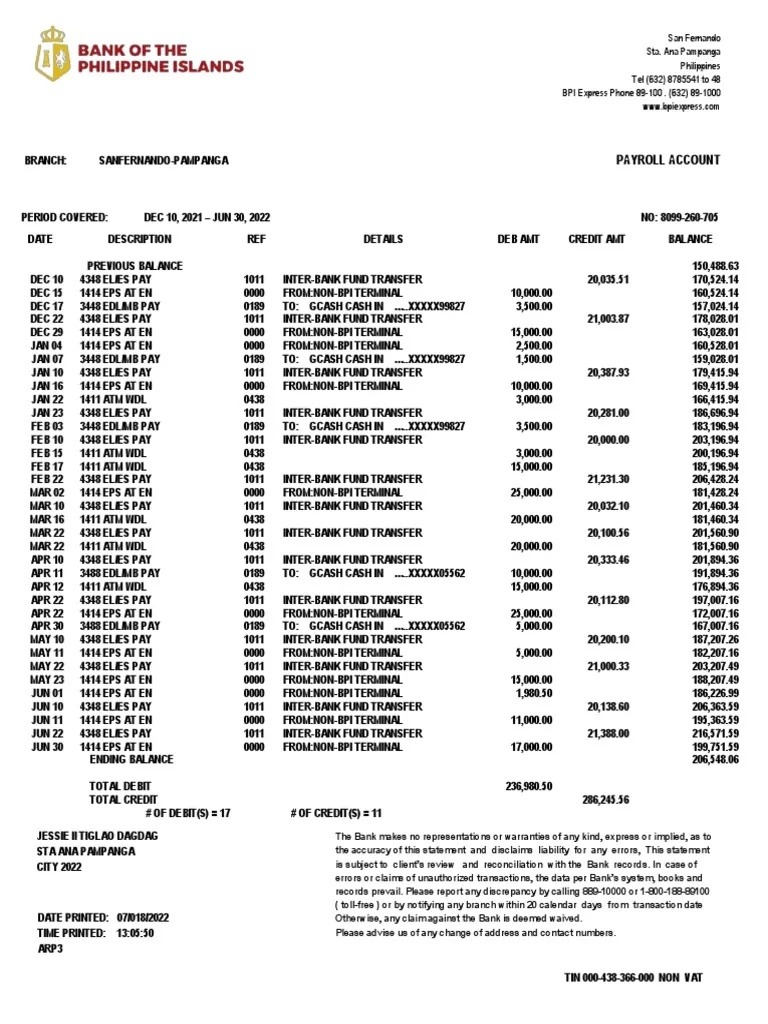 BANK OF THE
PHILIPPINE ISLANDS
San Fernando
Sta. Ana Pampanga
Philippines
Tel (632) 8785541 to 48
BPI Express Phone 89-100 . (632) 89-1000
www.bpiexpress.com
BRANCH: SANFERNANDO-PAMPANGA PAYROLL ACCOUNT
PERIOD COVERED: DEC 10, 2021 – JUN 30, 2022 NO: 8099-260-705
DATE DESCRIPTION REF DETAILS DEB AMT CREDIT AMT BALANCE
PREVIOUS BALANCE 150,488.63
DEC 10 4348 EL/ES PAY 1011 INTER-BANK FUND TRANSFER 20,035.51 170,524.14
DEC 15 1414 EPS AT EN 0000 FROM:NON-BPI TERMINAL 10,000.00 160,524.14
DEC 17 3448 EDL/MB PAY 0189 TO: GCASH CASH IN ….XXXXX99827 3,500.00 157,024.14
DEC 22 4348 EL/ES PAY 1011 INTER-BANK FUND TRANSFER 21,003.87 178,028.01
DEC 29 1414 EPS AT EN 0000 FROM:NON-BPI TERMINAL 15,000.00 163,028.01
JAN 04 1414 EPS AT EN 0000 FROM:NON-BPI TERMINAL 2,500.00 160,528.01
JAN 07 3448 EDL/MB PAY 0189 TO: GCASH CASH IN ….XXXXX99827 1,500.00 159,028.01
JAN 10 4348 EL/ES PAY 1011 INTER-BANK FUND TRANSFER 20,387.93 179,415.94
JAN 16 1414 EPS AT EN 0000 FROM:NON-BPI TERMINAL 10,000.00 169,415.94
JAN 22 1411 ATM WDL 0438 3,000.00 166,415.94
JAN 23 4348 EL/ES PAY 1011 INTER-BANK FUND TRANSFER 20,281.00 186,696.94
FEB 03 3448 EDL/MB PAY 0189 TO: GCASH CASH IN ….XXXXX99827 3,500.00 183,196.94
FEB 10 4348 EL/ES PAY 1011 INTER-BANK FUND TRANSFER 20,000.00 203,196.94
FEB 15 1411 ATM WDL 0438 3,000.00 200,196.94
FEB 17 1411 ATM WDL 0438 15,000.00 185,196.94
FEB 22 4348 EL/ES PAY 1011 INTER-BANK FUND TRANSFER 21,231.30 206,428.24
MAR 02 1414 EPS AT EN 0000 FROM:NON-BPI TERMINAL 25,000.00 181,428.24
MAR 10 4348 EL/ES PAY 1011 INTER-BANK FUND TRANSFER 20,032.10 201,460.34
MAR 16 1411 ATM WDL 0438 20,000.00 181,460.34
MAR 22 4348 EL/ES PAY 1011 INTER-BANK FUND TRANSFER 20,100.56 201,560.90
MAR 22 1411 ATM WDL 0438 20,000.00 181,560.90
APR 10 4348 EL/ES PAY 1011 INTER-BANK FUND TRANSFER 20,333.46 201,894.36
APR 11 3488 EDL/MB PAY 0189 TO: GCASH CASH IN ….XXXXX05562 10,000.00 191,894.36
APR 12 1411 ATM WDL 0438 15,000.00 176,894.36
APR 22 4348 EL/ES PAY 1011 INTER-BANK FUND TRANSFER 20,112.80 197,007.16
APR 22 1414 EPS AT EN 0000 FROM:NON-BPI TERMINAL 25,000.00 172,007.16
APR 30 3488 EDL/MB PAY 0189 TO: GCASH CASH IN ….XXXXX05562 5,000.00 167,007.16
MAY 10 4348 EL/ES PAY 1011 INTER-BANK FUND TRANSFER 20,200.10 187,207.26
MAY 11 1414 EPS AT EN 0000 FROM:NON-BPI TERMINAL 5,000.00 182,207.16
MAY 22 4348 EL/ES PAY 1011 INTER-BANK FUND TRANSFER 21,000.33 203,207.49
MAY 23 1414 EPS AT EN 0000 FROM:NON-BPI TERMINAL 15,000.00 188,207.49
JUN 01 1414 EPS AT EN 0000 FROM:NON-BPI TERMINAL 1,980.50 186,226.99
JUN 10 4348 EL/ES PAY 1011 INTER-BANK FUND TRANSFER 20,138.60 206,363.59
JUN 11 1414 EPS AT EN 0000 FROM:NON-BPI TERMINAL 11,000.00 195,363.59
JUN 22 4348 EL/ES PAY 1011 INTER-BANK FUND TRANSFER 21,388.00 216,571.59
JUN 30 1414 EPS AT EN 0000 FROM:NON-BPI TERMINAL 17,000.00 199,751.59
ENDING BALANCE 206,548.06
TOTAL DEBIT 236,980.50
TOTAL CREDIT 286,245.56
# OF DEBIT(S) = 17 # OF CREDIT(S) = 11
JESSIE II TIGLAO DAGDAG
STA ANA PAMPANGA
CITY 2022
The Bank makes no representations or warranties of any kind, express or implied, as to
the accuracy of this statement and disclaims liability for any errors, This statement
is subject to client's review and reconciliation with the Bank records. In case of
errors or claims of unauthorized transactions, the data per Bank's system, books and
records prevail. Please report any discrepancy by calling 889-10000 or 1-800-188-89100
( toll-free ) or by notifying any branch within 20 calendar days from transaction date
Otherwise, any claim against the Bank is deemed waived.
Please advise us of any change of address and contact numbers.
DATE PRINTED: 07/018/2022
TIME PRINTED: 13:05:50
ARP3
TIN 000-438-366-000 NON VAT